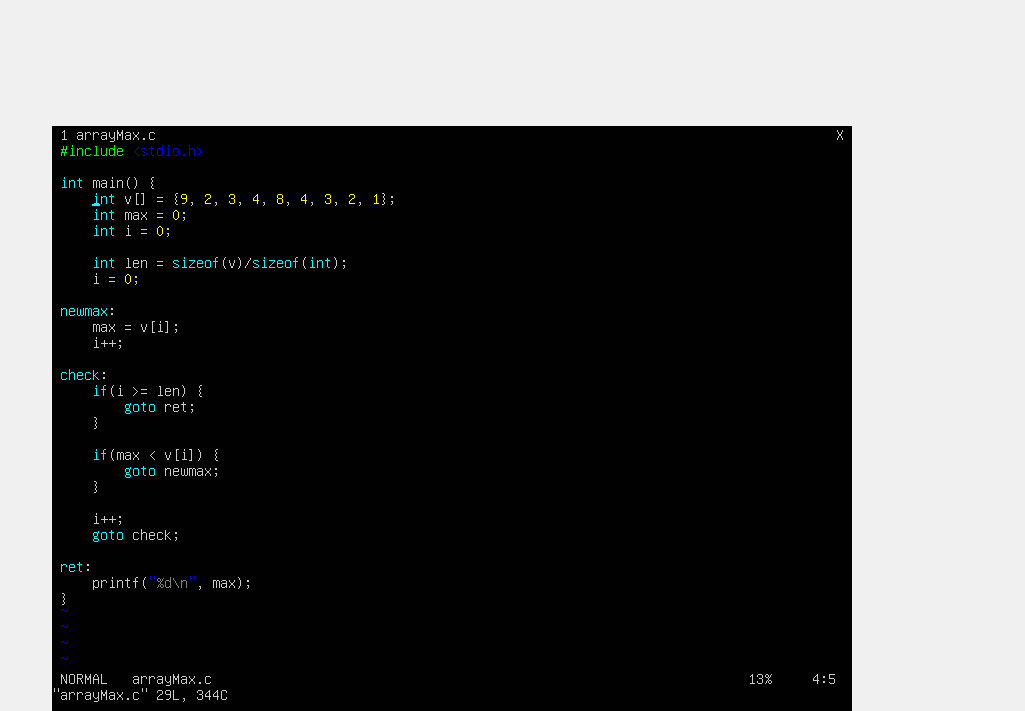 1 arrayMax.c X
#include <stdio.h>
int main() {
    int v[] = {9, 2, 3, 4, 8, 4, 3, 2, 1};
    int max = 0;
    int i = 0;
    int len = sizeof(v)/sizeof(int);
    i = 0;
newmax:
    max = v[i];
    i++;
check:
    if(i >= len) {
        goto ret;
    }
    if(max < v[i]) {
        goto newmax;
    }
    i++;
    goto check;
ret:
    printf("%d\n", max);
}
~
~
~
~
NORMAL arrayMax.c 13% 4:5
"arrayMax.c" 29L, 344C